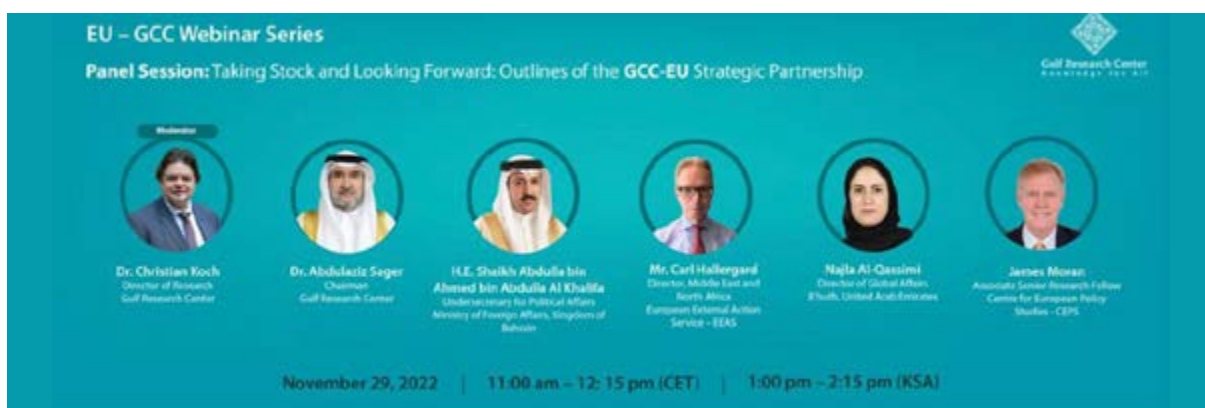 EU – GCC Webinar Series
Panel Session: Taking Stock and Looking Forward: Outlines of the GCC-EU Strategic Partnership
Gulf Research Center
Knowledge for All
Moderator
Dr. Christian Koch
Director of Research
Gulf Research Center
Dr. Abdulaziz Sager
Chairman
Gulf Research Center
H.E. Shaikh Abdulla bin
Ahmed bin Abdulla Al Khalifa
Undersecretary for Political Affairs
Ministry of Foreign Affairs, Kingdom of
Bahrain
Mr. Carl Hallergard
Director, Middle East and
North Africa
European External Action
Service – EEAS
Najla Al-Qassimi
Director of Global Affairs
B'huth, United Arab Emirates
James Moran
Associate Senior Research Fellow
Centre for European Policy
Studies – CEPS
November 29, 2022 | 11:00 am – 12: 15 pm (CET) | 1:00 pm – 2:15 pm (KSA)